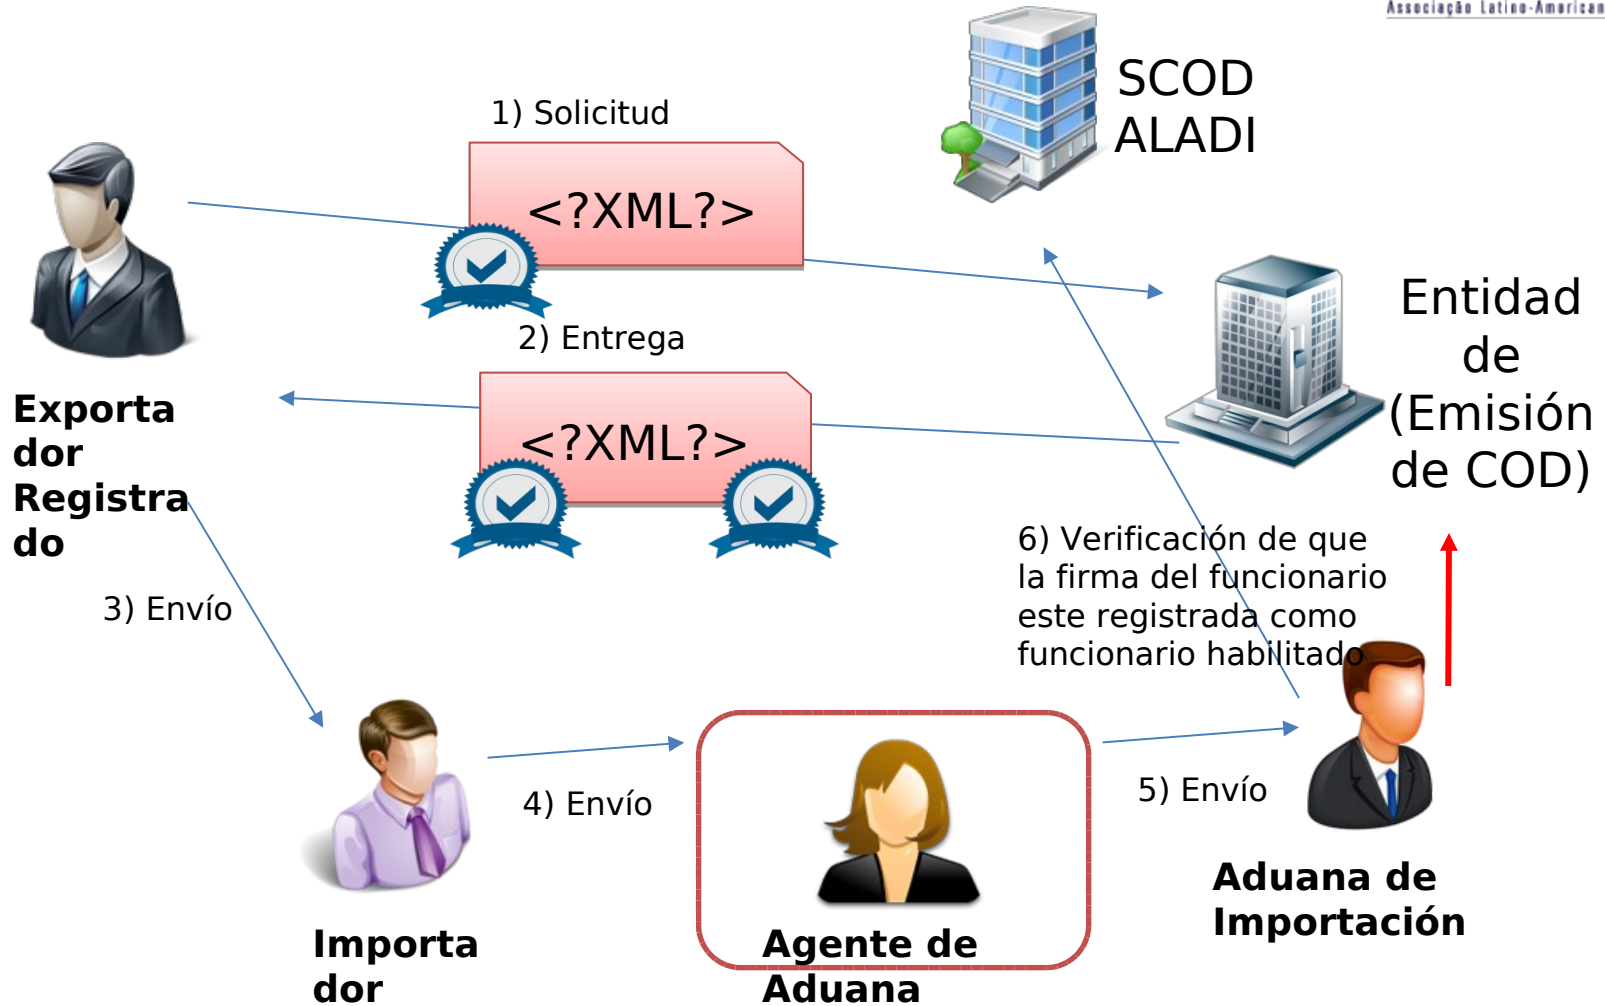 Associação Latino-American
SCOD
ALADI
1) Solicitud
<?XML?>
2) Entrega
<?XML?>
Entidad
de
(Emisión
de COD)
Exporta
dor
Registra
do
3) Envío
6) Verificación de que
la firma del funcionario
este registrada como
funcionario habilitado
4) Envío
5) Envío
Aduana de
Importación
Importa
dor
Agente de
Aduana